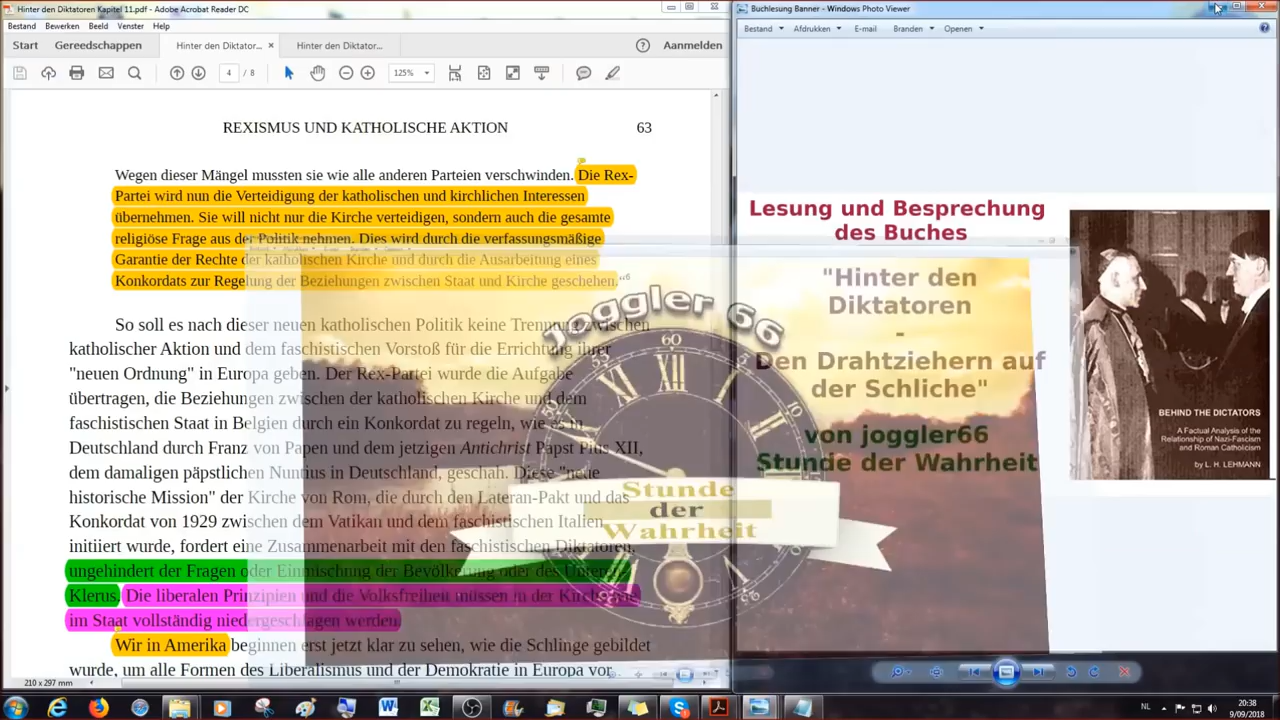 Hinter den Diktatoren Kapitel 11.pdf - Adobe Acrobat Reader DC
Bestand Bewerken Beeld Venster Help
Start Gereedschappen Hinter den Diktator... × Hinter den Diktator... Aanmelden
4 / 8 125%
REXISMUS UND KATHOLISCHE AKTION 63
Wegen dieser Mängel mussten sie wie alle anderen Parteien verschwinden. Die Rex-
Partei wird nun die Verteidigung der katholischen und kirchlichen Interessen
übernehmen. Sie will nicht nur die Kirche verteidigen, sondern auch die gesamte
religiöse Frage aus der Politik nehmen. Dies wird durch die verfassungsmäßige
Garantie der Rechte der katholischen Kirche und durch die Ausarbeitung eines
Konkordats zur Regelung der Beziehungen zwischen Staat und Kirche geschehen."6
So soll es nach dieser neuen katholischen Politik keine Trennung zwischen
katholischer Aktion und dem faschistischen Vorstoß für die Errichtung ihrer
"neuen Ordnung" in Europa geben. Der Rex-Partei wurde die Aufgabe
übertragen, die Beziehungen zwischen der katholischen Kirche und dem
faschistischen Staat in Belgien durch ein Konkordat zu regeln, wie es in
Deutschland durch Franz von Papen und dem jetzigen Antichrist Papst Pius XII,
dem damaligen päpstlichen Nuntius in Deutschland, geschah. Diese "neue
historische Mission" der Kirche von Rom, die durch den Lateran-Pakt und das
Konkordat von 1929 zwischen dem Vatikan und dem faschistischen Italien
initiiert wurde, fordert eine Zusammenarbeit mit den faschistischen Diktatoren,
ungehindert der Fragen oder Einmischung der Bevölkerung oder des Unteren
Klerus. Die liberalen Prinzipien und die Volksfreiheit müssen in der Kirche wie
im Staat vollständig niedergeschlagen werden.
Wir in Amerika beginnen erst jetzt klar zu sehen, wie die Schlinge gebildet
wurde, um alle Formen des Liberalismus und der Demokratie in Europa vor
210 x 297 mm
Buchlesung Banner - Windows Photo Viewer
Bestand Afdrukken E-mail Branden Openen
Lesung und Besprechung
des Buches
"Hinter den
Diktatoren
-
Den Drahtziehern auf
der Schliche"
von joggler66
Stunde der Wahrheit
BEHIND THE DICTATORS
A Factual Analysis of the
Relationship of Nazi-Fascism
and Roman Catholicism
by L. H. LEHMANN
Joggler 66
60
XII
Stunde
der
Wahrheit
NL
20:38
9/09/2018